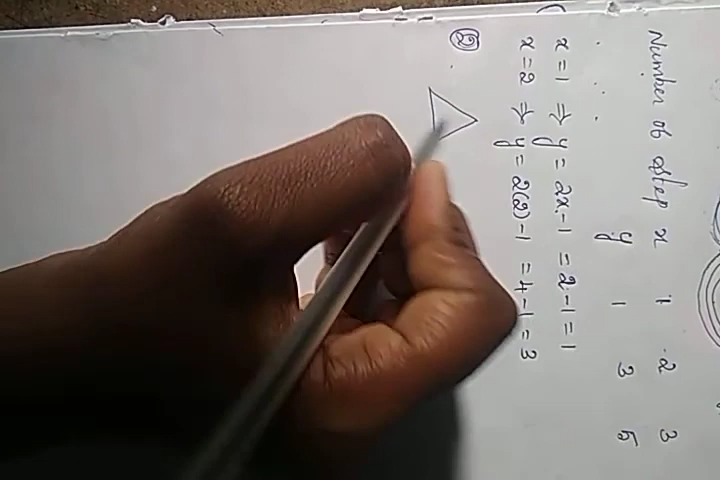 Number of step x 1 2 3
y 1 3 5
x = 1 ⇒ y = 2x - 1 = 2 - 1 = 1
x = 2 ⇒ y = 2(2) - 1 = 4 - 1 = 3
②